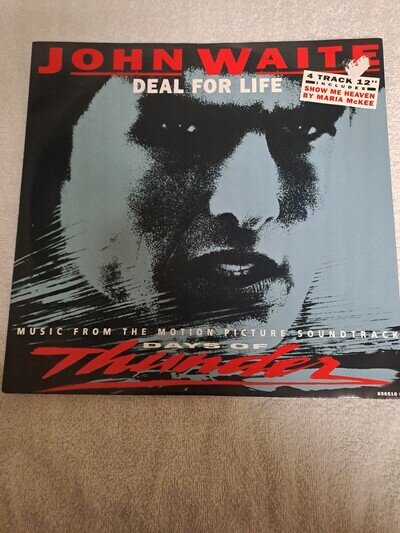 JOHN WAITE
DEAL FOR LIFE
4 TRACK 12"
INCLUDES
SHOW ME HEAVEN
BY MARIA McKEE
MUSIC FROM THE MOTION PICTURE SOUNDTRACK
DAYS OF
Thunder
656516